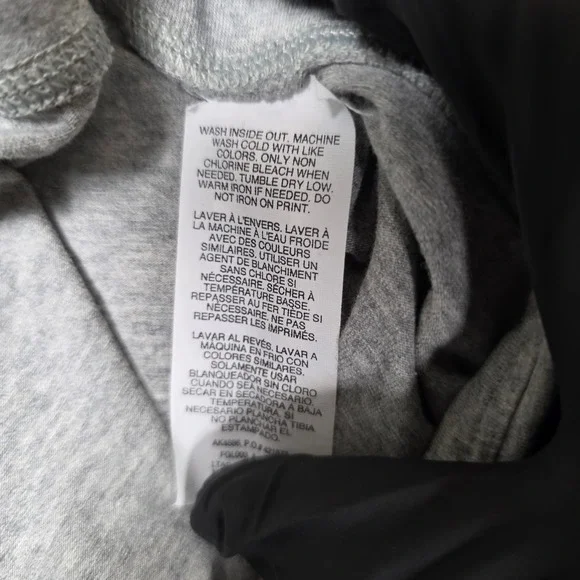 WASH INSIDE OUT. MACHINE
WASH COLD WITH LIKE
COLORS. ONLY NON
CHLORINE BLEACH WHEN
NEEDED. TUMBLE DRY LOW.
WARM IRON IF NEEDED. DO
NOT IRON ON PRINT.
LAVER À L'ENVERS. LAVER À
LA MACHINE À L'EAU FROIDE
AVEC DES COULEURS
SIMILAIRES. UTILISER UN
AGENT DE BLANCHIMENT
SANS CHLORE SI
NÉCESSAIRE. SÉCHER À
TEMPÉRATURE BASSE.
REPASSER AU FER TIÈDE SI
NÉCESSAIRE. NE PAS
REPASSER LES IMPRIMÉS.
LAVAR AL REVÉS. LAVAR A
MÁQUINA EN FRIO CON
COLORES SIMILARES.
SOLAMENTE USAR
BLANQUEADOR SIN CLORO
CUANDO SEA NECESARIO.
SECAR EN SECADORA A BAJA
TEMPERATURA, SI
NECESARIO PLANCHA TIBIA
NO PLANCHAR EL
ESTAMPADO.
P.O.#